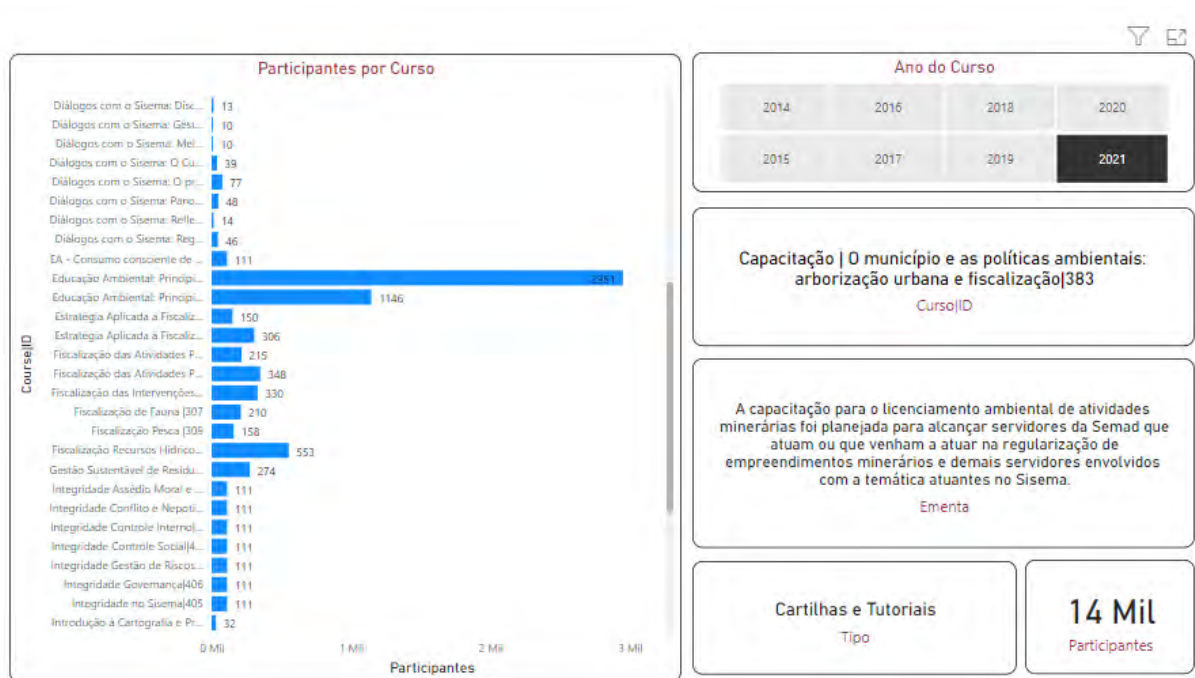 Participantes por Curso
Diálogos com o Sisema: Disc... 13
Diálogos com o Sisema: Gest... 10
Diálogos com o Sisema: Mel... 10
Diálogos com o Sisema: O Cu... 39
Diálogos com o Sisema: O pr... 77
Diálogos com o Sisema: Pano... 48
Diálogos com o Sisema: Refle... 14
Diálogos com o Sisema: Reg... 46
EA - Consumo consciente de ... 111
Educação Ambiental: Princípi... 2951
Educação Ambiental: Princípi... 1146
Estratégia Aplicada a Fiscaliz... 150
Estratégia Aplicada a Fiscaliz... 306
Fiscalização das Atividades P... 215
Fiscalização das Atividades P... 348
Fiscalização das Intervenções... 330
Fiscalização de Fauna |307 210
Fiscalização Pesca |309 158
Fiscalização Recursos Hídrico... 553
Gestão Sustentável de Resídu... 274
Integridade Assédio Moral e ... 111
Integridade Conflito e Nepoti... 111
Integridade Controle Interno|... 111
Integridade Controle Social|4... 111
Integridade Gestão de Riscos... 111
Integridade Governança|406 111
Integridade no Sisema|405 111
Introdução à Cartografia e Pr... 32
Course|ID
0 Mil 1 Mil 2 Mil 3 Mil
Participantes
Ano do Curso
2014 2016 2018 2020
2015 2017 2019 2021
Capacitação | O município e as políticas ambientais:
arborização urbana e fiscalização|383
Curso|ID
A capacitação para o licenciamento ambiental de atividades
minerárias foi planejada para alcançar servidores da Semad que
atuam ou que venham a atuar na regularização de
empreendimentos minerários e demais servidores envolvidos
com a temática atuantes no Sisema.
Ementa
Cartilhas e Tutoriais
Tipo
14 Mil
Participantes